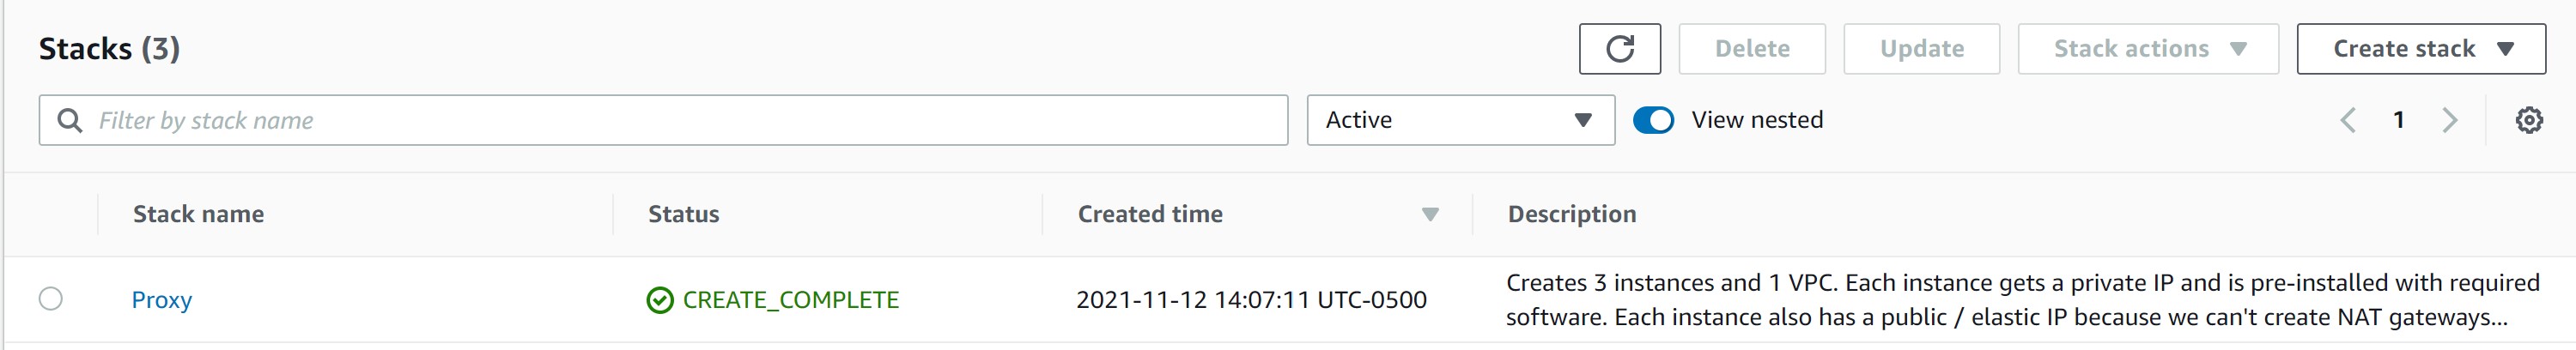 Stacks (3)
Delete
Update
Stack actions
Create stack
Filter by stack name
Active
View nested
1
Stack name
Status
Created time
Description
Proxy
CREATE_COMPLETE
2021-11-12 14:07:11 UTC-0500
Creates 3 instances and 1 VPC. Each instance gets a private IP and is pre-installed with required
software. Each instance also has a public / elastic IP because we can't create NAT gateways...